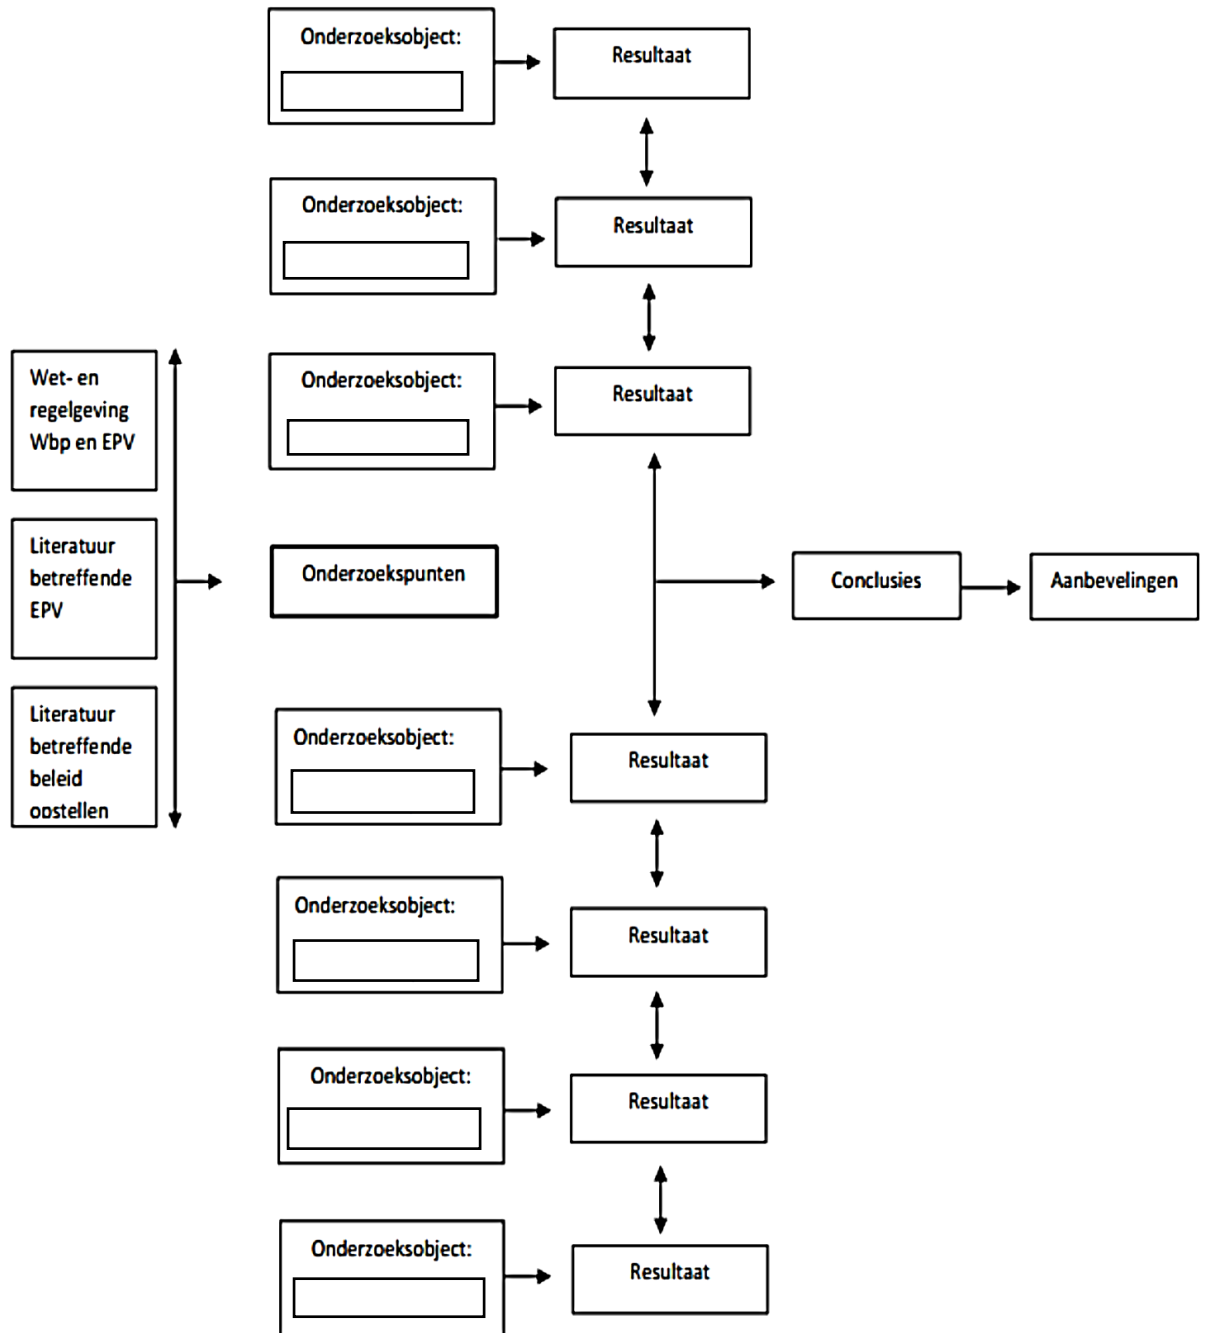 Onderzoeksobject:
Resultaat
Onderzoeksobject:
Resultaat
Onderzoeksobject:
Resultaat
Wet- en
regelgeving
Wbp en EPV
Literatuur
betreffende
EPV
Literatuur
betreffende
beleid
opstellen
Onderzoekspunten
Conclusies
Aanbevelingen
Onderzoeksobject:
Resultaat
Onderzoeksobject:
Resultaat
Onderzoeksobject:
Resultaat
Onderzoeksobject:
Resultaat